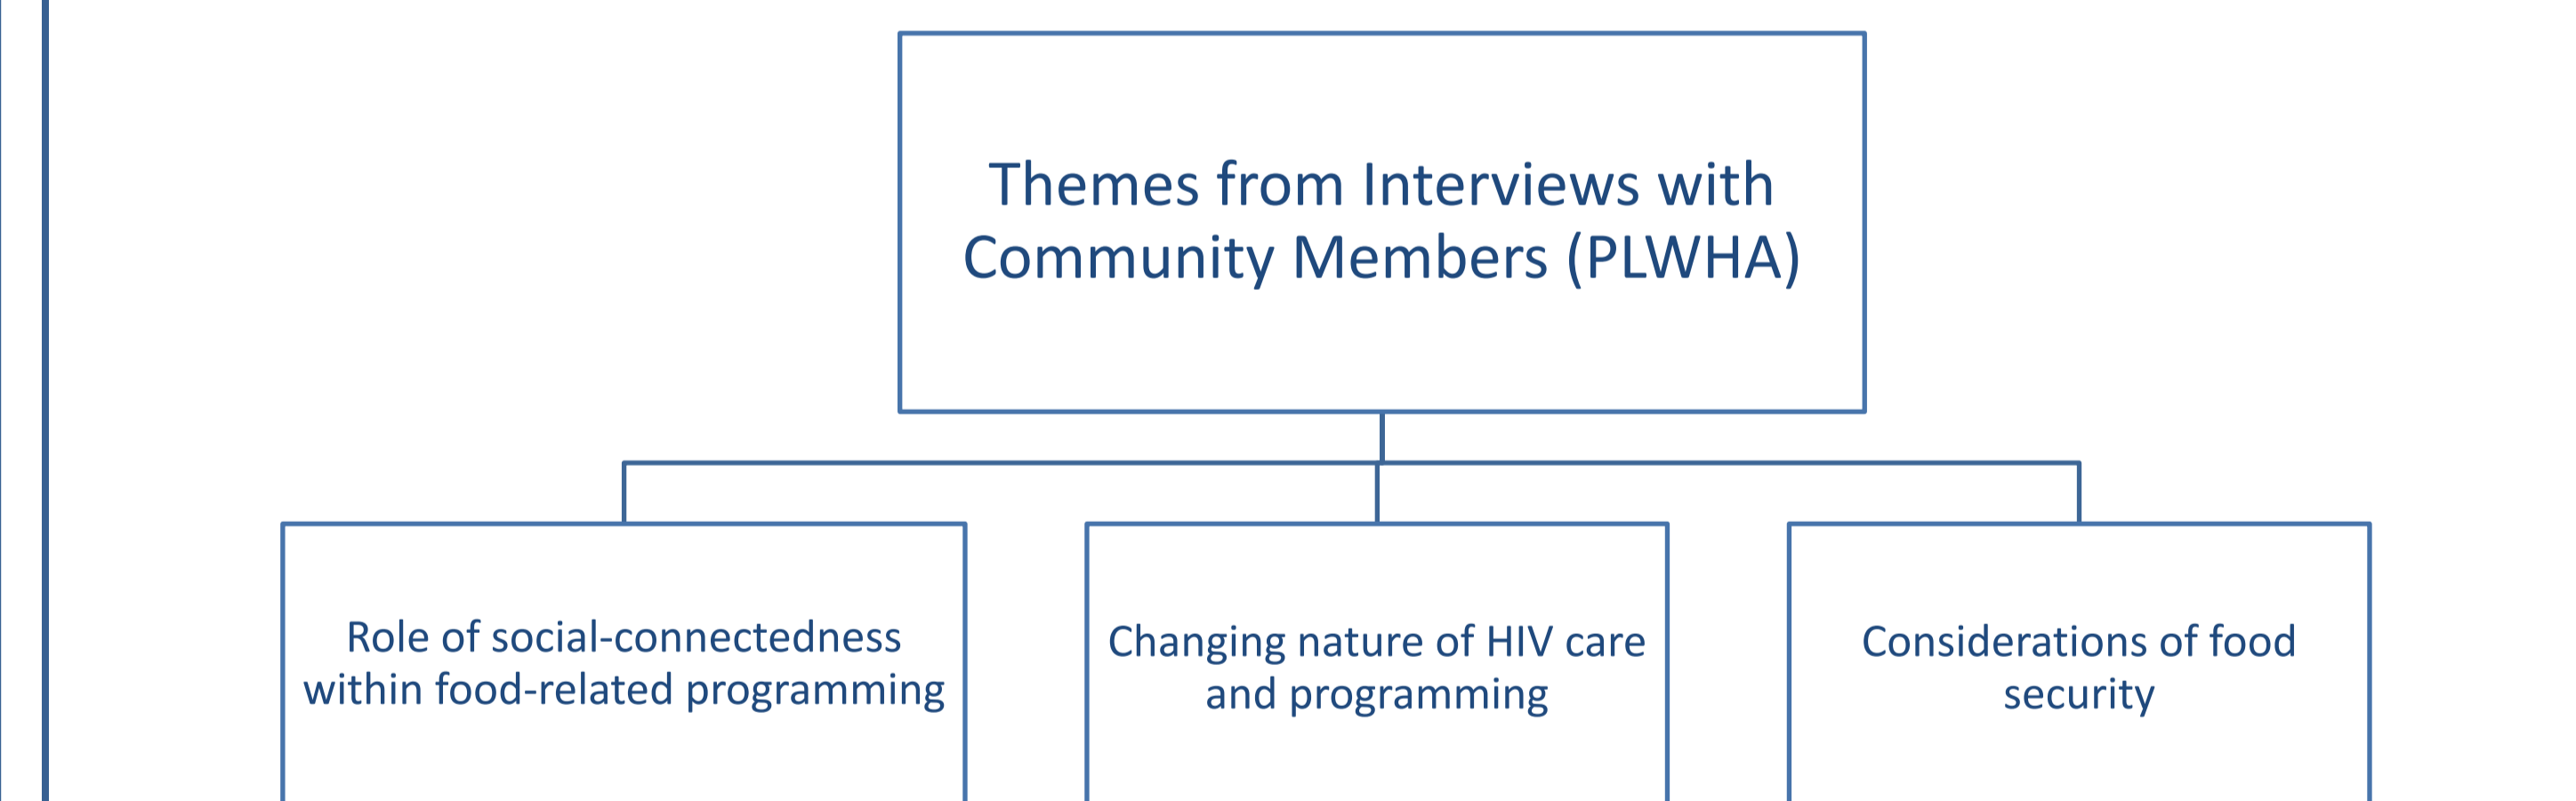 Themes from Interviews with
Community Members (PLWHA)
Role of social-connectedness
within food-related programming
Changing nature of HIV care
and programming
Considerations of food
security